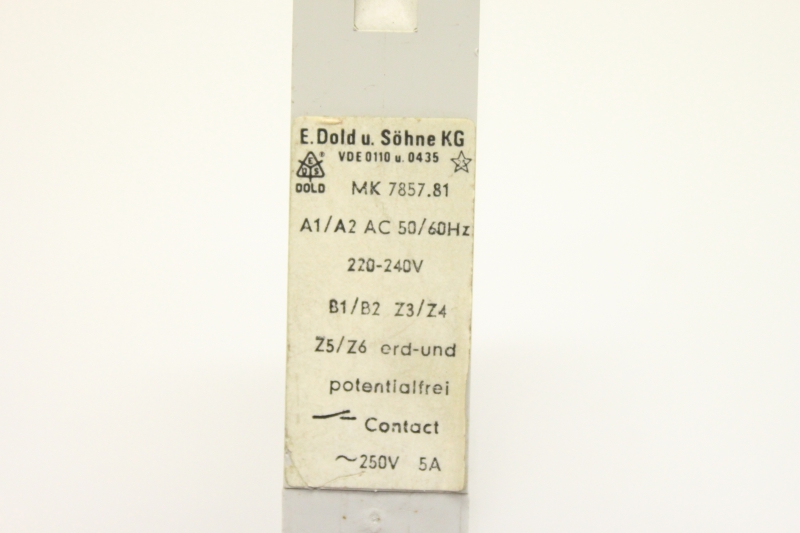 E. Dold u. Söhne KG
VDE 0110 u. 0435
E
D S ®
DOLD
MK 7857.81
A1/A2 AC 50/60Hz
220-240V
B1/B2 Z3/Z4
Z5/Z6 erd-und
potentialfrei
Contact
~250V 5A